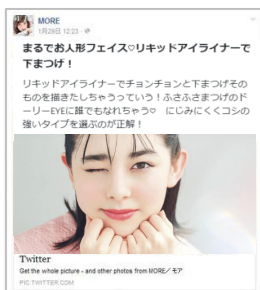 MORE
1月29日 12:23 ·
まるでお人形フェイス♡リキッドアイライナーで
下まつげ！
リキッドアイライナーでチョンチョンと下まつげその
ものを描きたしちゃうっていう！ふさふさまつげのド
ーリーEYEに誰でもなれちゃう♡　にじみにくくコシの
強いタイプを選ぶのが正解！
Twitter
Get the whole picture - and other photos from MORE／モア
PIC.TWITTER.COM